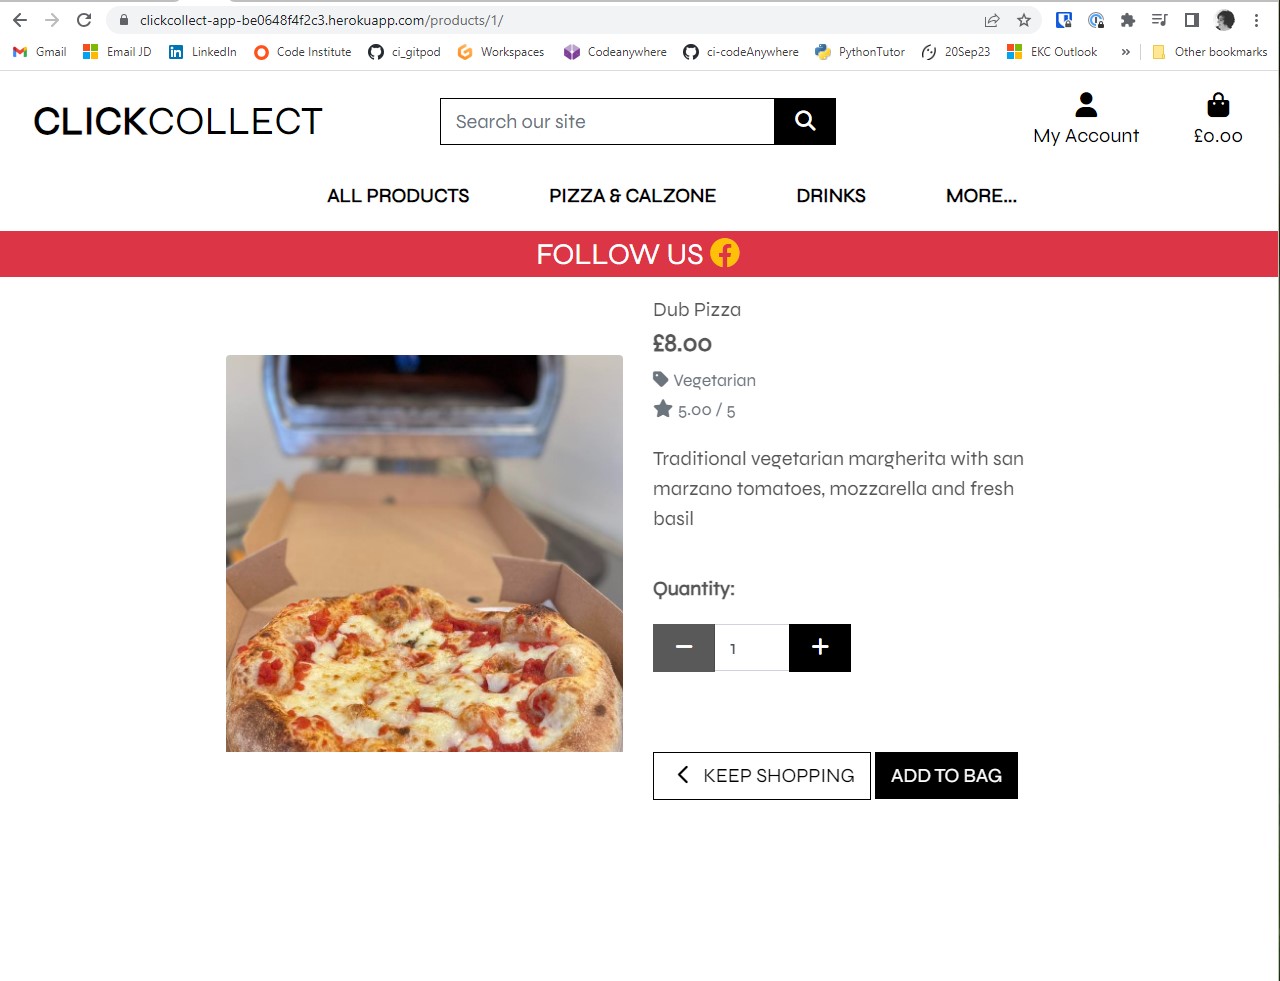 clickcollect-app-be0648f4f2c3.herokuapp.com/products/1/
Gmail Email JD LinkedIn Code Institute ci_gitpod Workspaces Codeanywhere ci-codeAnywhere PythonTutor 20Sep23 EKC Outlook » Other bookmarks
CLICKCOLLECT
Search our site
My Account
£0.00
ALL PRODUCTS PIZZA & CALZONE DRINKS MORE...
FOLLOW US
Dub Pizza
£8.00
Vegetarian
5.00 / 5
Traditional vegetarian margherita with san
marzano tomatoes, mozzarella and fresh
basil
Quantity:
1
KEEP SHOPPING ADD TO BAG